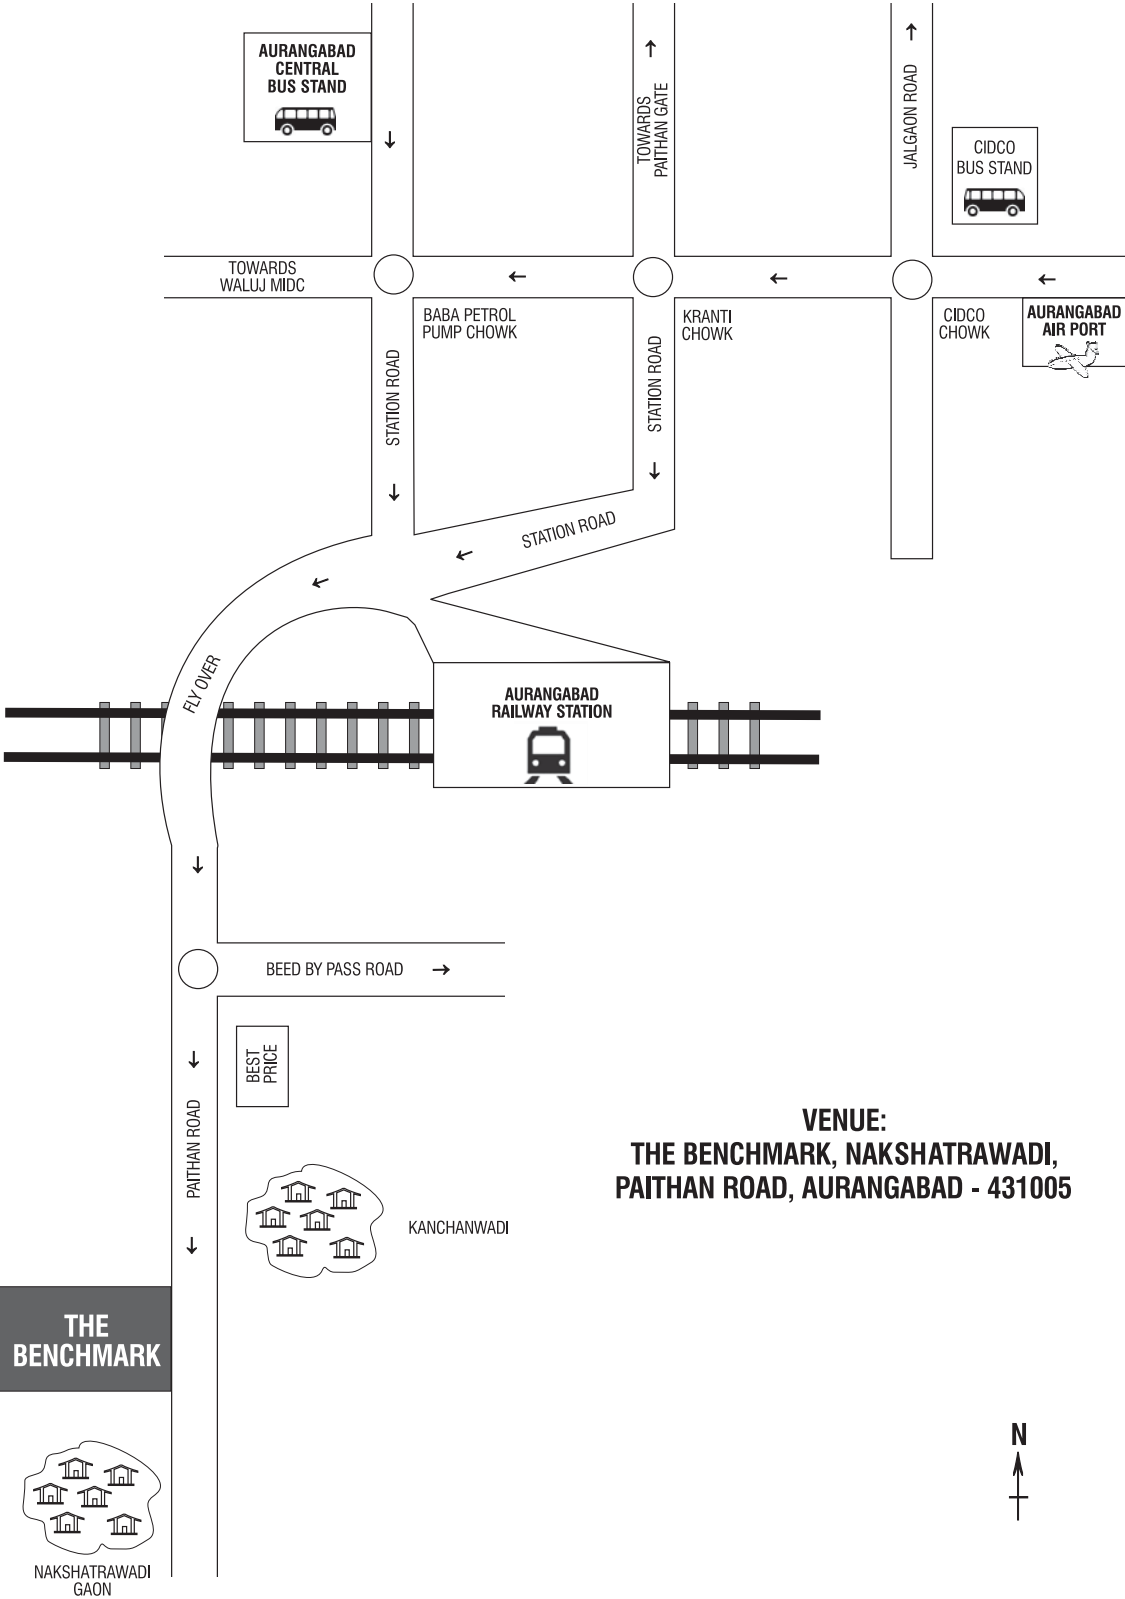 AURANGABAD
CENTRAL
BUS STAND
TOWARDS
PAITHAN GATE
JALGAON ROAD
CIDCO
BUS STAND
TOWARDS
WALUJ MIDC
BABA PETROL
PUMP CHOWK
KRANTI
CHOWK
CIDCO
CHOWK
AURANGABAD
AIR PORT
STATION ROAD
STATION ROAD
STATION ROAD
FLY OVER
AURANGABAD
RAILWAY STATION
BEED BY PASS ROAD
BEST
PRICE
PAITHAN ROAD
VENUE:
THE BENCHMARK, NAKSHATRAWADI,
PAITHAN ROAD, AURANGABAD - 431005
KANCHANWADI
THE
BENCHMARK
N
NAKSHATRAWADI
GAON